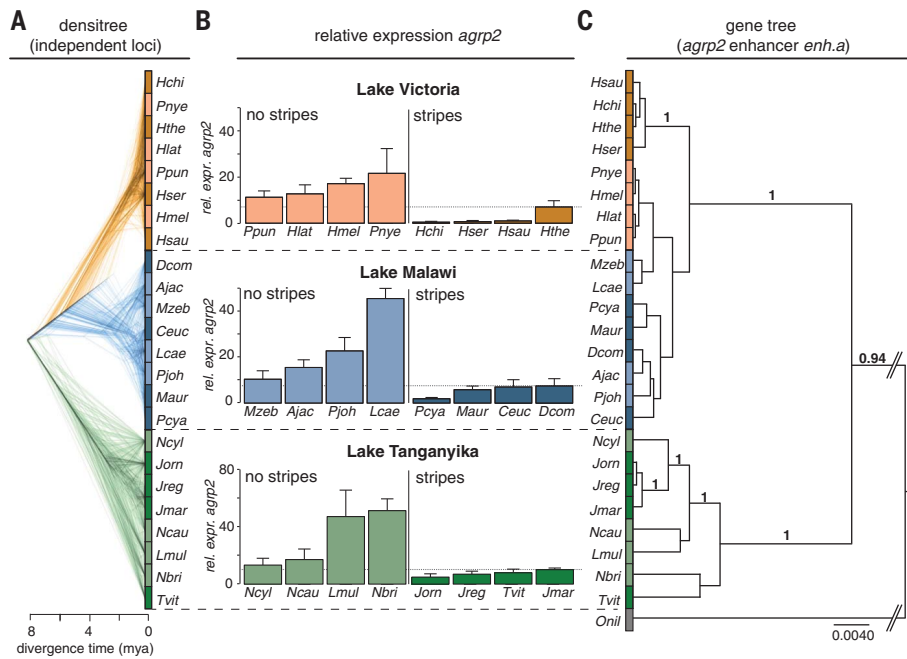 A
densitree
(independent loci)
Hchi
Pnye
Hthe
Hlat
Ppun
Hser
Hmel
Hsau
Dcom
Ajac
Mzeb
Ceuc
Lcae
Pjoh
Maur
Pcya
Ncyl
Jorn
Jreg
Jmar
Ncau
Lmul
Nbri
Tvit
8 4 0
divergence time (mya)
B
relative expression agrp2
Lake Victoria
no stripes stripes
rel. expr. agrp2
40
20
0
Ppun Hlat Hmel Pnye Hchi Hser Hsau Hthe
Lake Malawi
no stripes stripes
rel. expr. agrp2
40
20
0
Mzeb Ajac Pjoh Lcae Pcya Maur Ceuc Dcom
Lake Tanganyika
no stripes stripes
rel. expr. agrp2
80
40
0
Ncyl Ncau Lmul Nbri Jorn Jreg Tvit Jmar
C
gene tree
(agrp2 enhancer enh.a)
Hsau
Hchi
Hthe
Hser
Pnye
Hmel
Hlat
Ppun
Mzeb
Lcae
Pcya
Maur
Dcom
Ajac
Pjoh
Ceuc
Ncyl
Jorn
Jreg
Jmar
Ncau
Lmul
Nbri
Tvit
Onil
1
1
0.94
1
1
1
1
0.0040